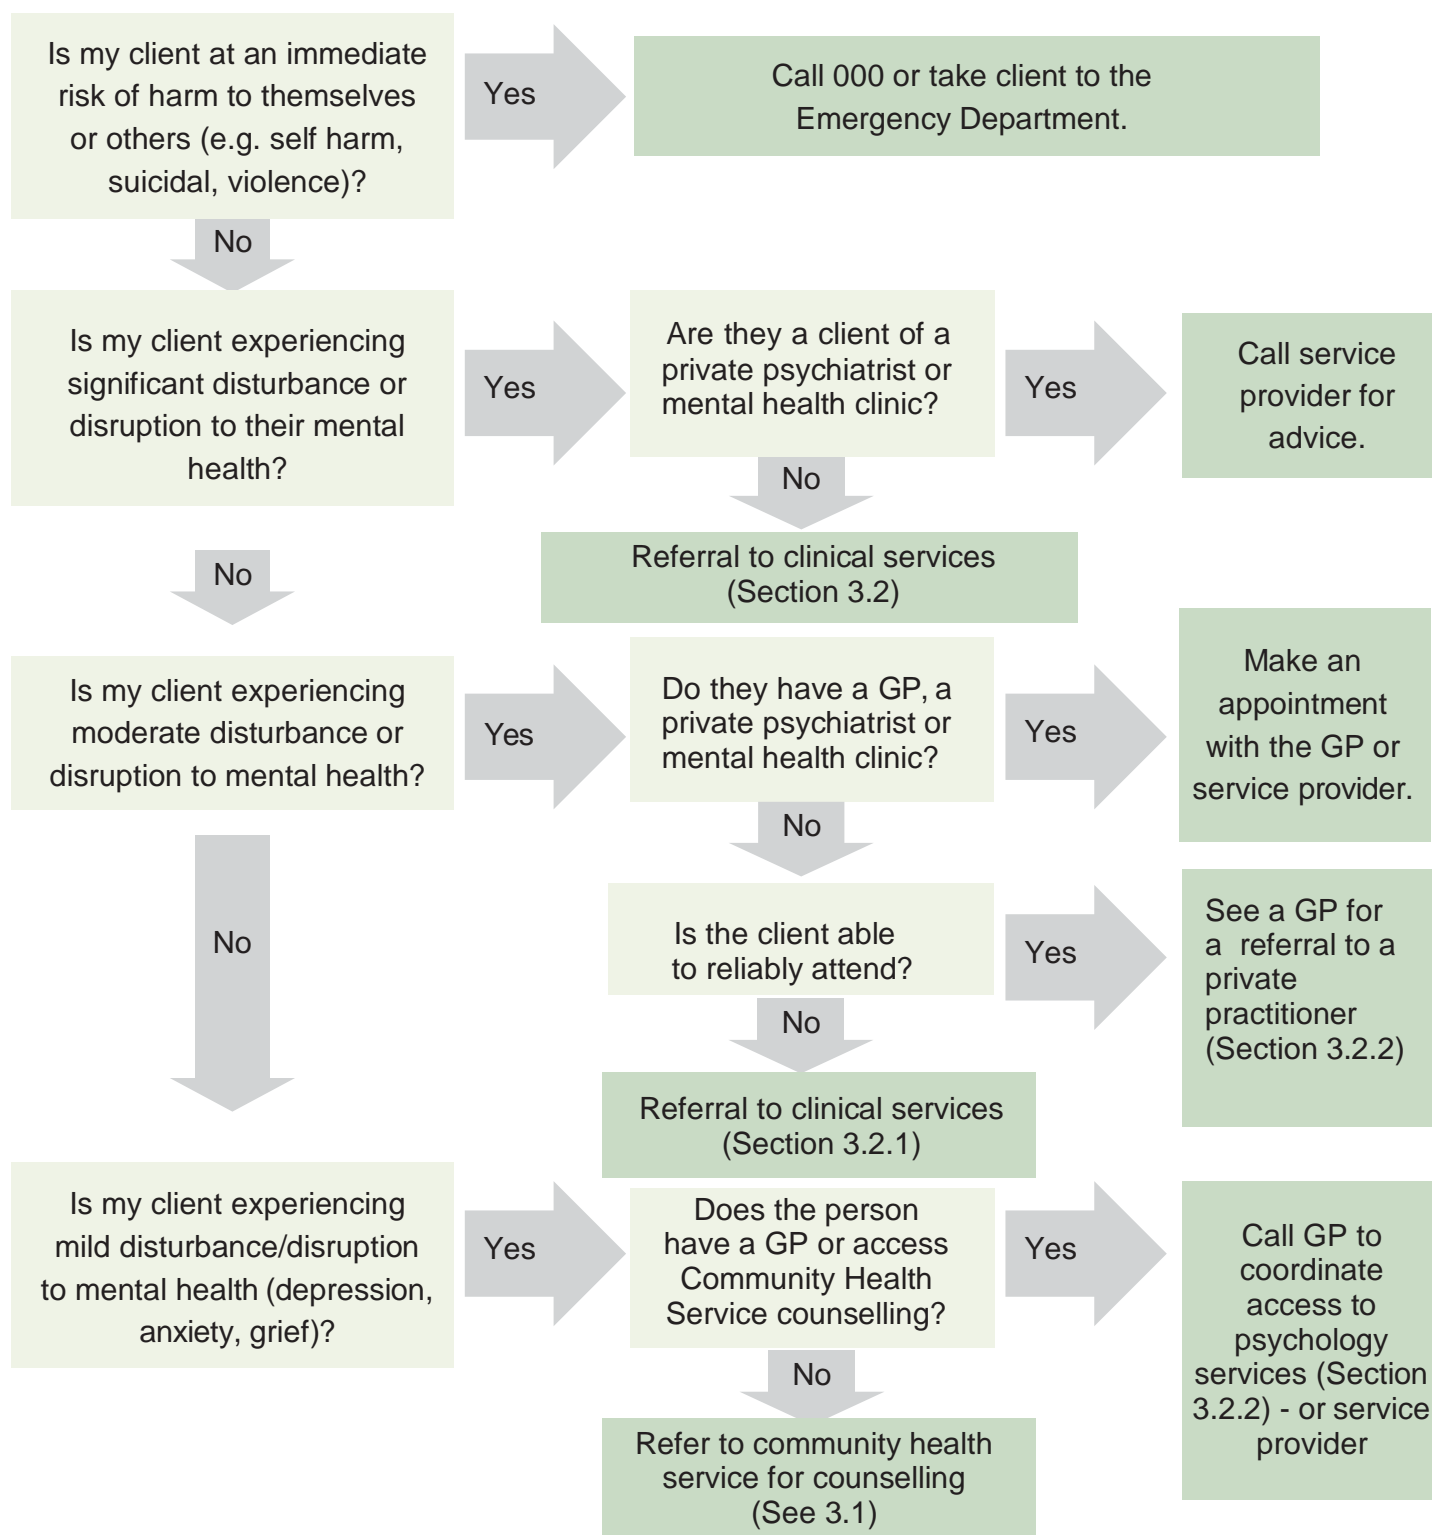 Is my client at an immediate
risk of harm to themselves
or others (e.g. self harm,
suicidal, violence)?
Yes
Call 000 or take client to the
Emergency Department.
No
Is my client experiencing
significant disturbance or
disruption to their mental
health?
Yes
Are they a client of a
private psychiatrist or
mental health clinic?
Yes
Call service
provider for
advice.
No
Referral to clinical services
(Section 3.2)
No
Is my client experiencing
moderate disturbance or
disruption to mental health?
Yes
Do they have a GP, a
private psychiatrist or
mental health clinic?
Yes
Make an
appointment
with the GP or
service provider.
No
Is the client able
to reliably attend?
Yes
See a GP for
a referral to a
private
practitioner
(Section 3.2.2)
No
Referral to clinical services
(Section 3.2.1)
No
Is my client experiencing
mild disturbance/disruption
to mental health (depression,
anxiety, grief)?
Yes
Does the person
have a GP or access
Community Health
Service counselling?
Yes
Call GP to
coordinate
access to
psychology
services (Section
3.2.2) - or service
provider
No
Refer to community health
service for counselling
(See 3.1)